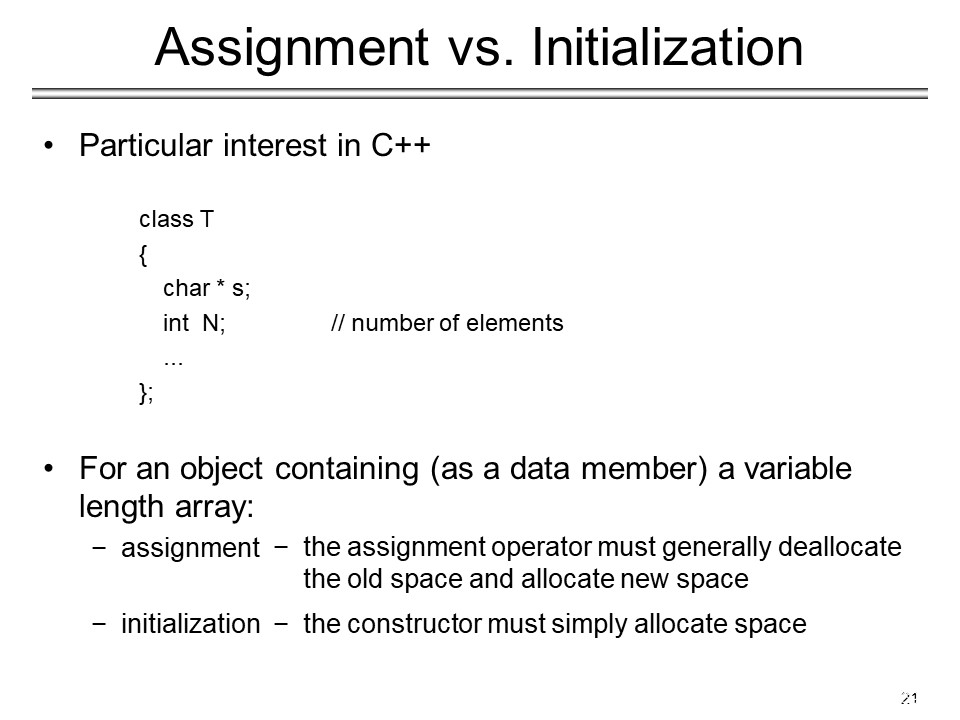 Assignment vs. Initialization
• Particular interest in C++
class T
{
char * s;
int N; // number of elements
...
};
• For an object containing (as a data member) a variable
length array:
− assignment − the assignment operator must generally deallocate
the old space and allocate new space
− initialization − the constructor must simply allocate space
21